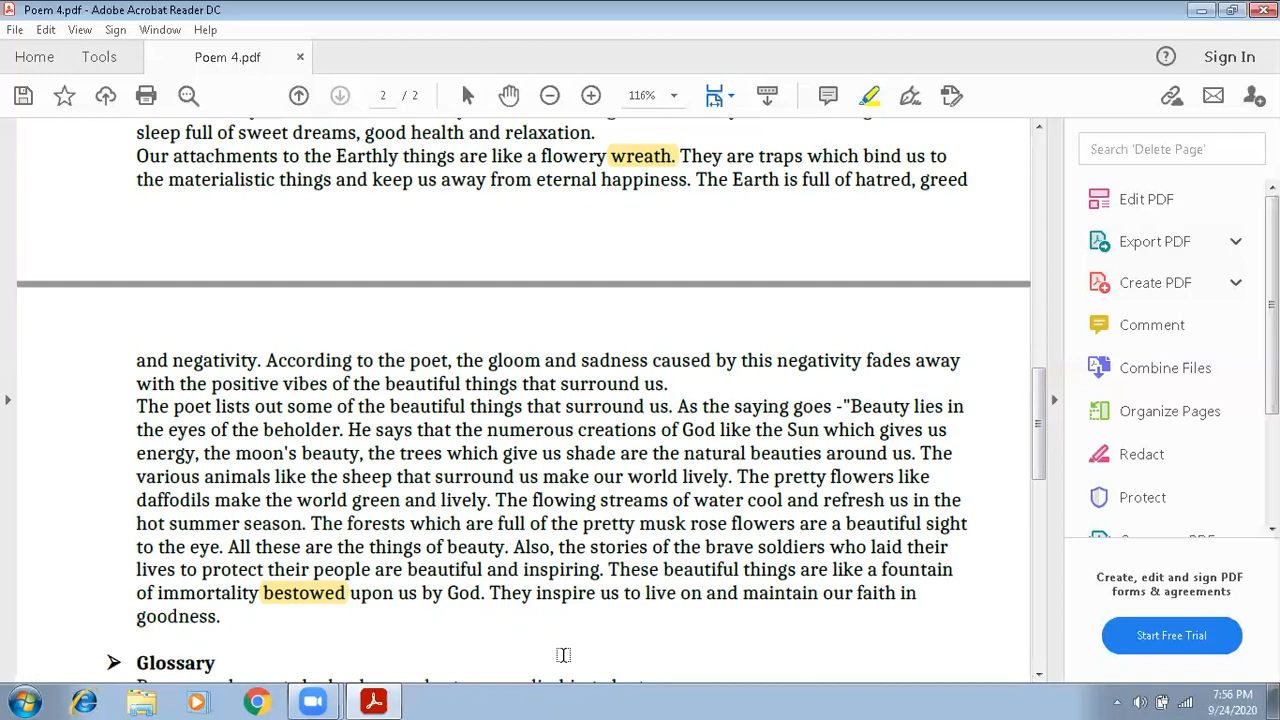 Poem 4.pdf - Adobe Acrobat Reader DC
File Edit View Sign Window Help
Home Tools Poem 4.pdf × Sign In
2 / 2 116%
sleep full of sweet dreams, good health and relaxation.
Our attachments to the Earthly things are like a flowery wreath. They are traps which bind us to
the materialistic things and keep us away from eternal happiness. The Earth is full of hatred, greed
and negativity. According to the poet, the gloom and sadness caused by this negativity fades away
with the positive vibes of the beautiful things that surround us.
The poet lists out some of the beautiful things that surround us. As the saying goes -"Beauty lies in
the eyes of the beholder. He says that the numerous creations of God like the Sun which gives us
energy, the moon's beauty, the trees which give us shade are the natural beauties around us. The
various animals like the sheep that surround us make our world lively. The pretty flowers like
daffodils make the world green and lively. The flowing streams of water cool and refresh us in the
hot summer season. The forests which are full of the pretty musk rose flowers are a beautiful sight
to the eye. All these are the things of beauty. Also, the stories of the brave soldiers who laid their
lives to protect their people are beautiful and inspiring. These beautiful things are like a fountain
of immortality bestowed upon us by God. They inspire us to live on and maintain our faith in
goodness.
➤ Glossary
Search 'Delete Page'
Edit PDF
Export PDF
Create PDF
Comment
Combine Files
Organize Pages
Redact
Protect
Create, edit and sign PDF
forms & agreements
Start Free Trial
7:56 PM
9/24/2020